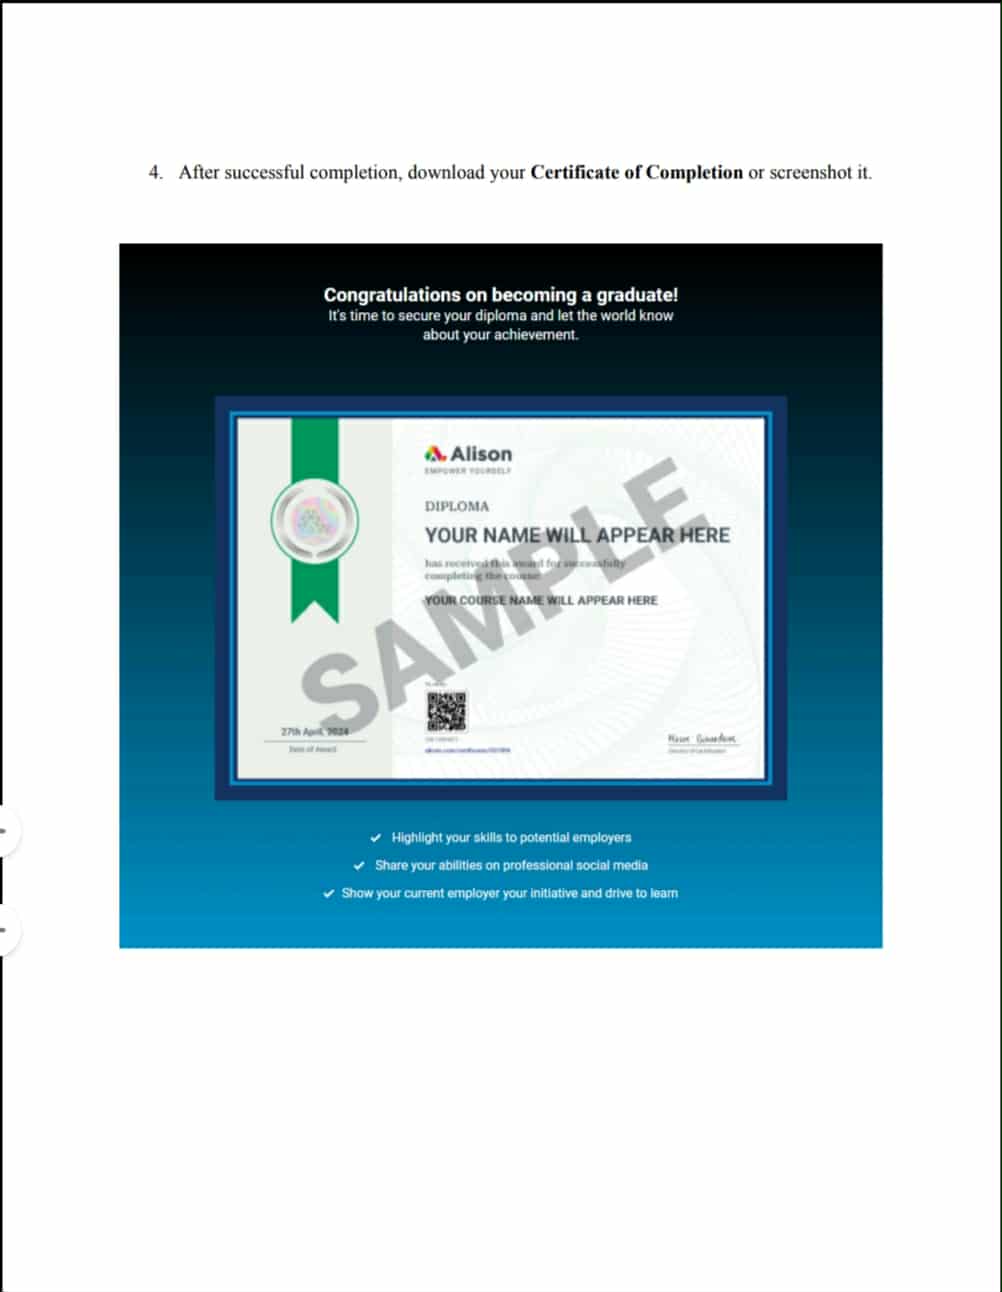 4. After successful completion, download your Certificate of Completion or screenshot it.
Congratulations on becoming a graduate!
It's time to secure your diploma and let the world know
about your achievement.
Alison
EMPOWER YOURSELF
DIPLOMA
YOUR NAME WILL APPEAR HERE
has received this award for successfully
completing the course
YOUR COURSE NAME WILL APPEAR HERE
SAMPLE
27th April, 2024
Date of Award
Highlight your skills to potential employers
Share your abilities on professional social media
Show your current employer your initiative and drive to learn